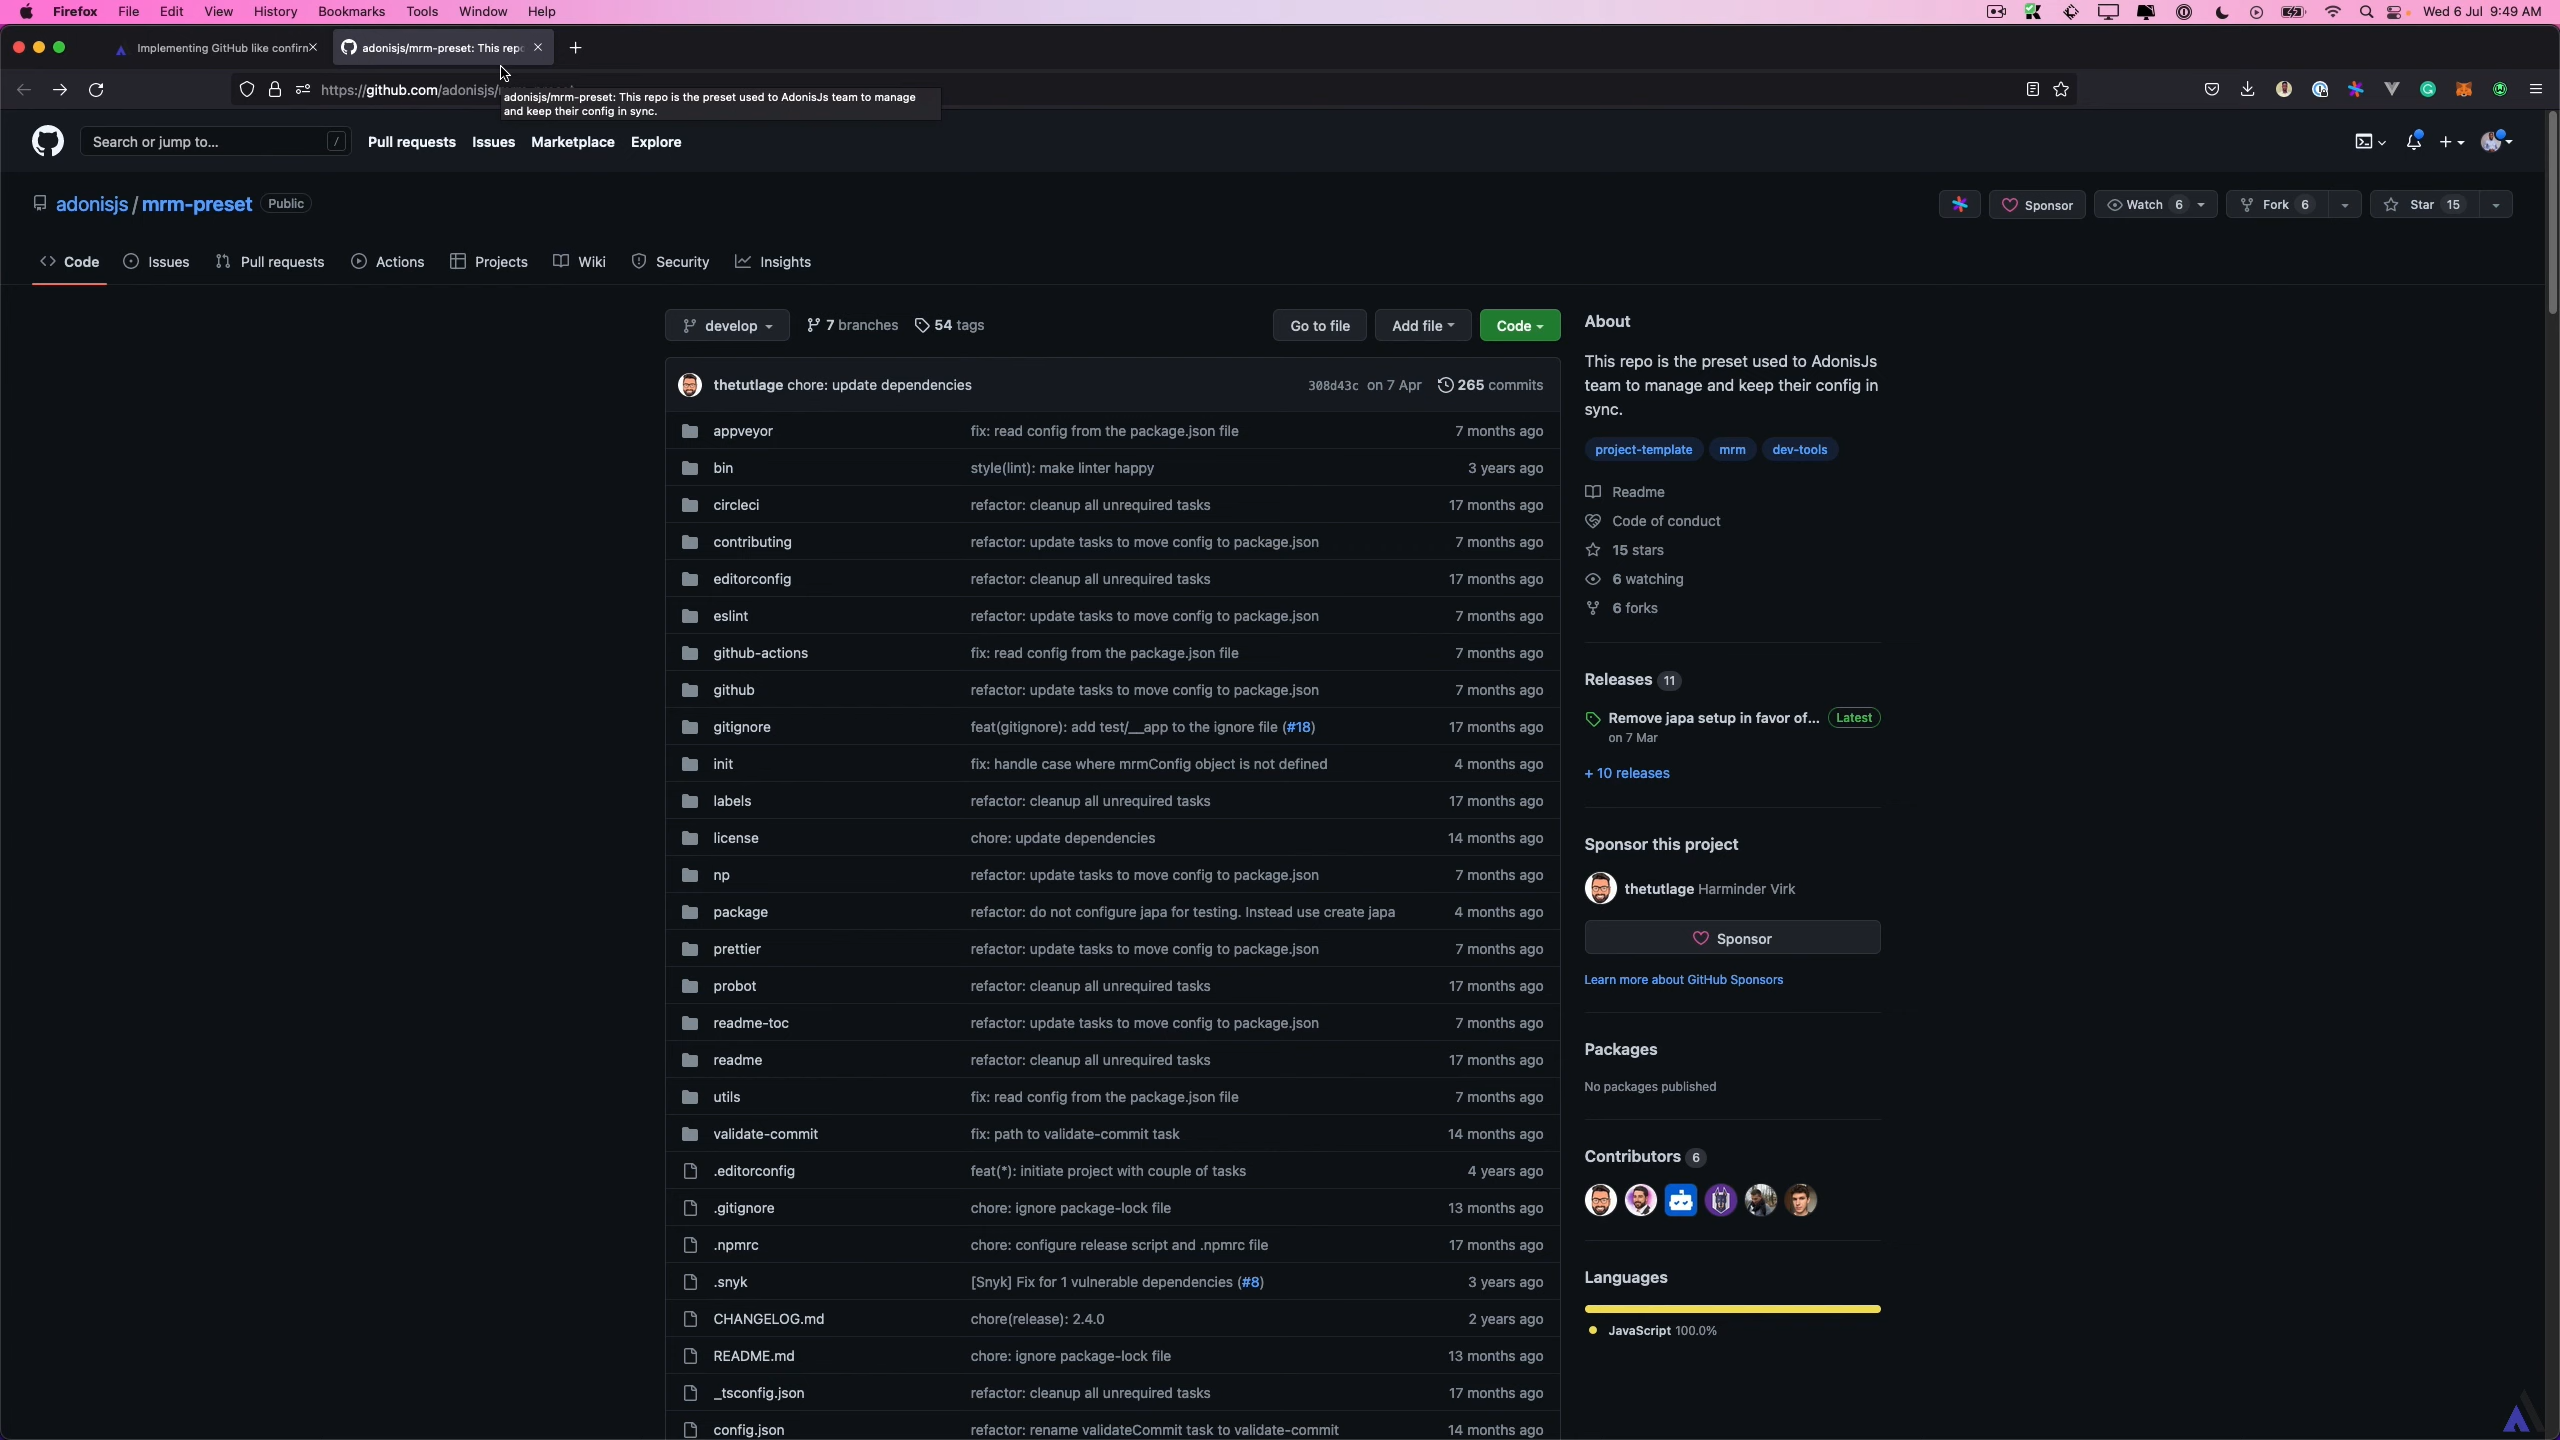 Firefox File Edit View History Bookmarks Tools Window Help
Wed 6 Jul 9:49 AM
Implementing GitHub like confirm
adonisjs/mrm-preset: This repo
https://github.com/adonisjs/
adonisjs/mrm-preset: This repo is the preset used to AdonisJs team to manage
and keep their config in sync.
Search or jump to... /
Pull requests Issues Marketplace Explore
adonisjs / mrm-preset Public
Sponsor Watch 6 Fork 6 Star 15
Code Issues Pull requests Actions Projects Wiki Security Insights
develop 7 branches 54 tags Go to file Add file Code
thetutlage chore: update dependencies 308d43c on 7 Apr 265 commits
appveyor fix: read config from the package.json file 7 months ago
bin style(lint): make linter happy 3 years ago
circleci refactor: cleanup all unrequired tasks 17 months ago
contributing refactor: update tasks to move config to package.json 7 months ago
editorconfig refactor: cleanup all unrequired tasks 17 months ago
eslint refactor: update tasks to move config to package.json 7 months ago
github-actions fix: read config from the package.json file 7 months ago
github refactor: update tasks to move config to package.json 7 months ago
gitignore feat(gitignore): add test/__app to the ignore file (#18) 17 months ago
init fix: handle case where mrmConfig object is not defined 4 months ago
labels refactor: cleanup all unrequired tasks 17 months ago
license chore: update dependencies 14 months ago
np refactor: update tasks to move config to package.json 7 months ago
package refactor: do not configure japa for testing. Instead use create japa 4 months ago
prettier refactor: update tasks to move config to package.json 7 months ago
probot refactor: cleanup all unrequired tasks 17 months ago
readme-toc refactor: update tasks to move config to package.json 7 months ago
readme refactor: cleanup all unrequired tasks 17 months ago
utils fix: read config from the package.json file 7 months ago
validate-commit fix: path to validate-commit task 14 months ago
.editorconfig feat(*): initiate project with couple of tasks 4 years ago
.gitignore chore: ignore package-lock file 13 months ago
.npmrc chore: configure release script and .npmrc file 17 months ago
.snyk [Snyk] Fix for 1 vulnerable dependencies (#8) 3 years ago
CHANGELOG.md chore(release): 2.4.0 2 years ago
README.md chore: ignore package-lock file 13 months ago
_tsconfig.json refactor: cleanup all unrequired tasks 17 months ago
config.json refactor: rename validateCommit task to validate-commit 14 months ago
About
This repo is the preset used to AdonisJs
team to manage and keep their config in
sync.
project-template mrm dev-tools
Readme
Code of conduct
15 stars
6 watching
6 forks
Releases 11
Remove japa setup in favor of... Latest
on 7 Mar
+ 10 releases
Sponsor this project
thetutlage Harminder Virk
Sponsor
Learn more about GitHub Sponsors
Packages
No packages published
Contributors 6
Languages
JavaScript 100.0%